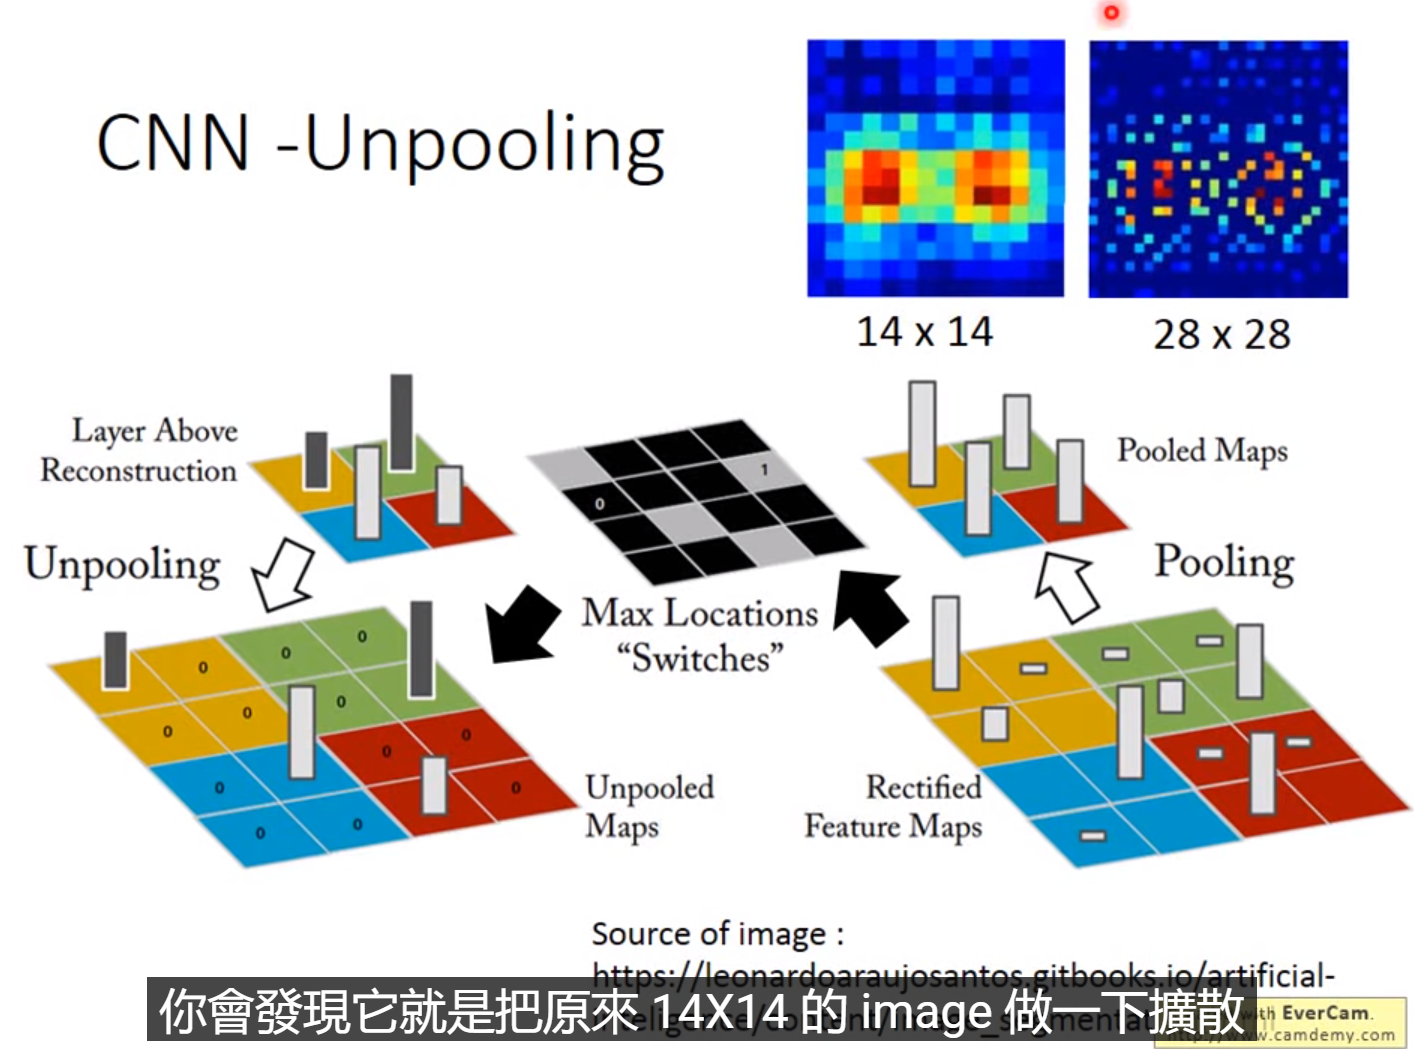 CNN -Unpooling
14 x 14
28 x 28
Layer Above
Reconstruction
1
0
Pooled Maps
Unpooling
Max Locations
“Switches”
Pooling
0
0
0
0
0
0
0
0
0
0
0
0
Unpooled
Maps
Rectified
Feature Maps
Source of image :
https://leonardoaraujosantos.gitbooks.io/artificial-
你會發現它就是把原來 14X14 的 image 做一下擴散
with EverCam.
www.camdemy.com